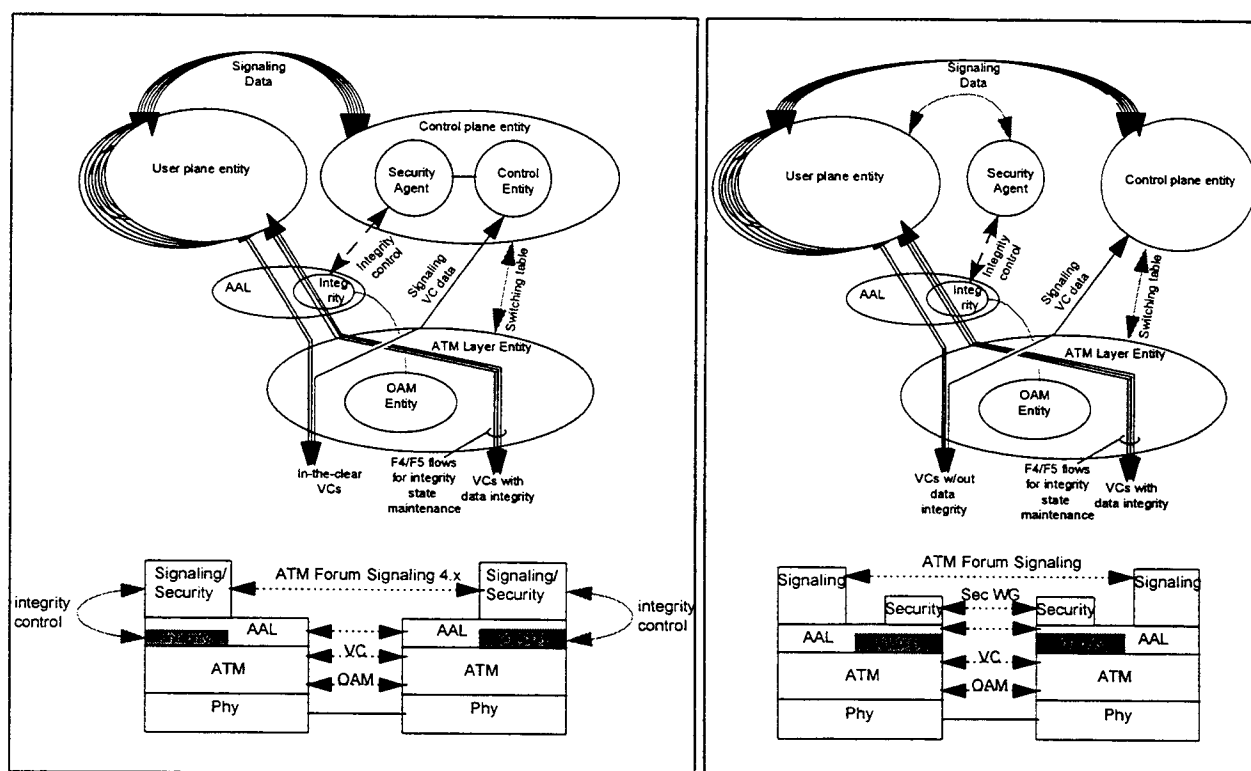 Signaling
Data
Control plane entity
User plane entity
Security
Agent
Control
Entity
Integrity
control
Signaling
VC data
Switching table
AAL
Integ
rity
ATM Layer Entity
OAM
Entity
In-the-clear
VCs
F4/F5 flows
for integrity
state
maintenance
VCs with
data integrity
Signaling/
Security
ATM Forum Signaling 4.x
Signaling/
Security
integrity
control
integrity
control
AAL
AAL
VC
ATM
ATM
OAM
Phy
Phy
Signaling
Data
User plane entity
Security
Agent
Control plane entity
Integrity
control
Signaling
VC data
Switching table
AAL
Integ
rity
ATM Layer Entity
OAM
Entity
VCs w/out
data
integrity
F4/F5 flows
for integrity
state
maintenance
VCs with
data integrity
Signaling
ATM Forum Signaling
Signaling
Security
Sec WG
Security
AAL
AAL
VC
ATM
ATM
OAM
Phy
Phy